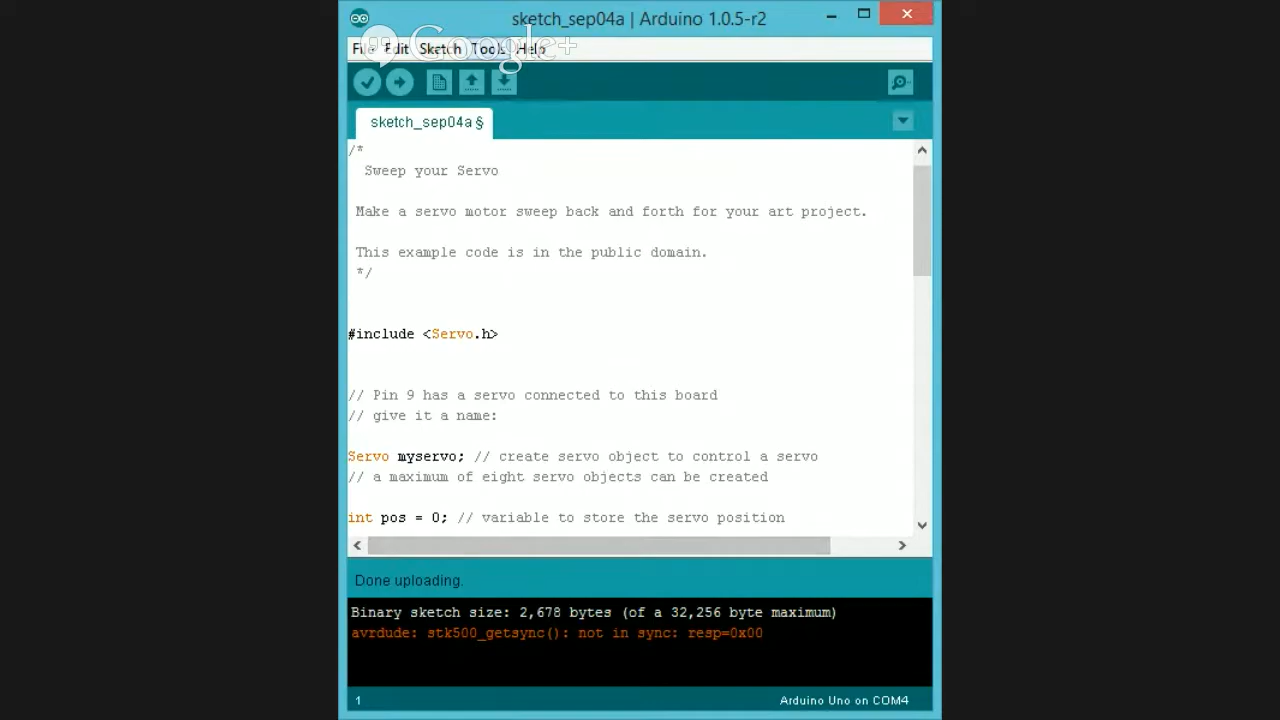 sketch_sep04a | Arduino 1.0.5-r2
File Edit Sketch Tools Help
Google+
sketch_sep04a §
/*
Sweep your Servo
Make a servo motor sweep back and forth for your art project.
This example code is in the public domain.
*/
#include <Servo.h>
// Pin 9 has a servo connected to this board
// give it a name:
Servo myservo; // create servo object to control a servo
// a maximum of eight servo objects can be created
int pos = 0; // variable to store the servo position
Done uploading.
Binary sketch size: 2,678 bytes (of a 32,256 byte maximum)
avrdude: stk500_getsync(): not in sync: resp=0x00
1
Arduino Uno on COM4